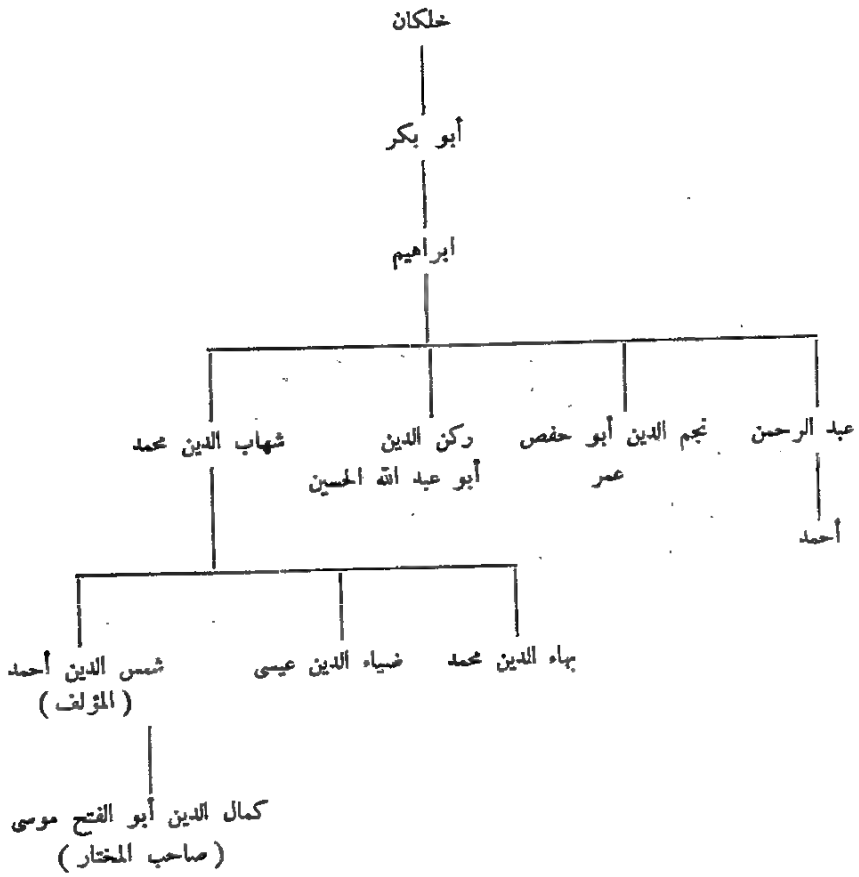 خلكان
أبو بكر
ابراهيم
عبد الرحمن
نجم الدين أبو حفص
عمر
ركن الدين
أبو عبد الله الحسين
شهاب الدين محمد
أحمد
بهاء الدين محمد
ضياء الدين عيسى
شمس الدين أحمد
( المؤلف )
كمال الدين أبو الفتح موسى
( صاحب المختار )